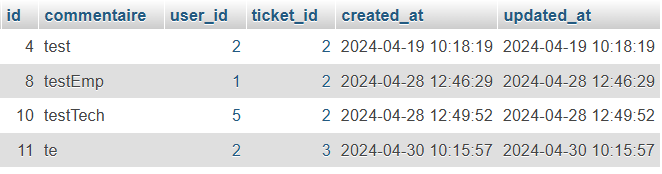 id commentaire user_id ticket_id created_at updated_at
4 test 2 2 2024-04-19 10:18:19 2024-04-19 10:18:19
8 testEmp 1 2 2024-04-28 12:46:29 2024-04-28 12:46:29
10 testTech 5 2 2024-04-28 12:49:52 2024-04-28 12:49:52
11 te 2 3 2024-04-30 10:15:57 2024-04-30 10:15:57